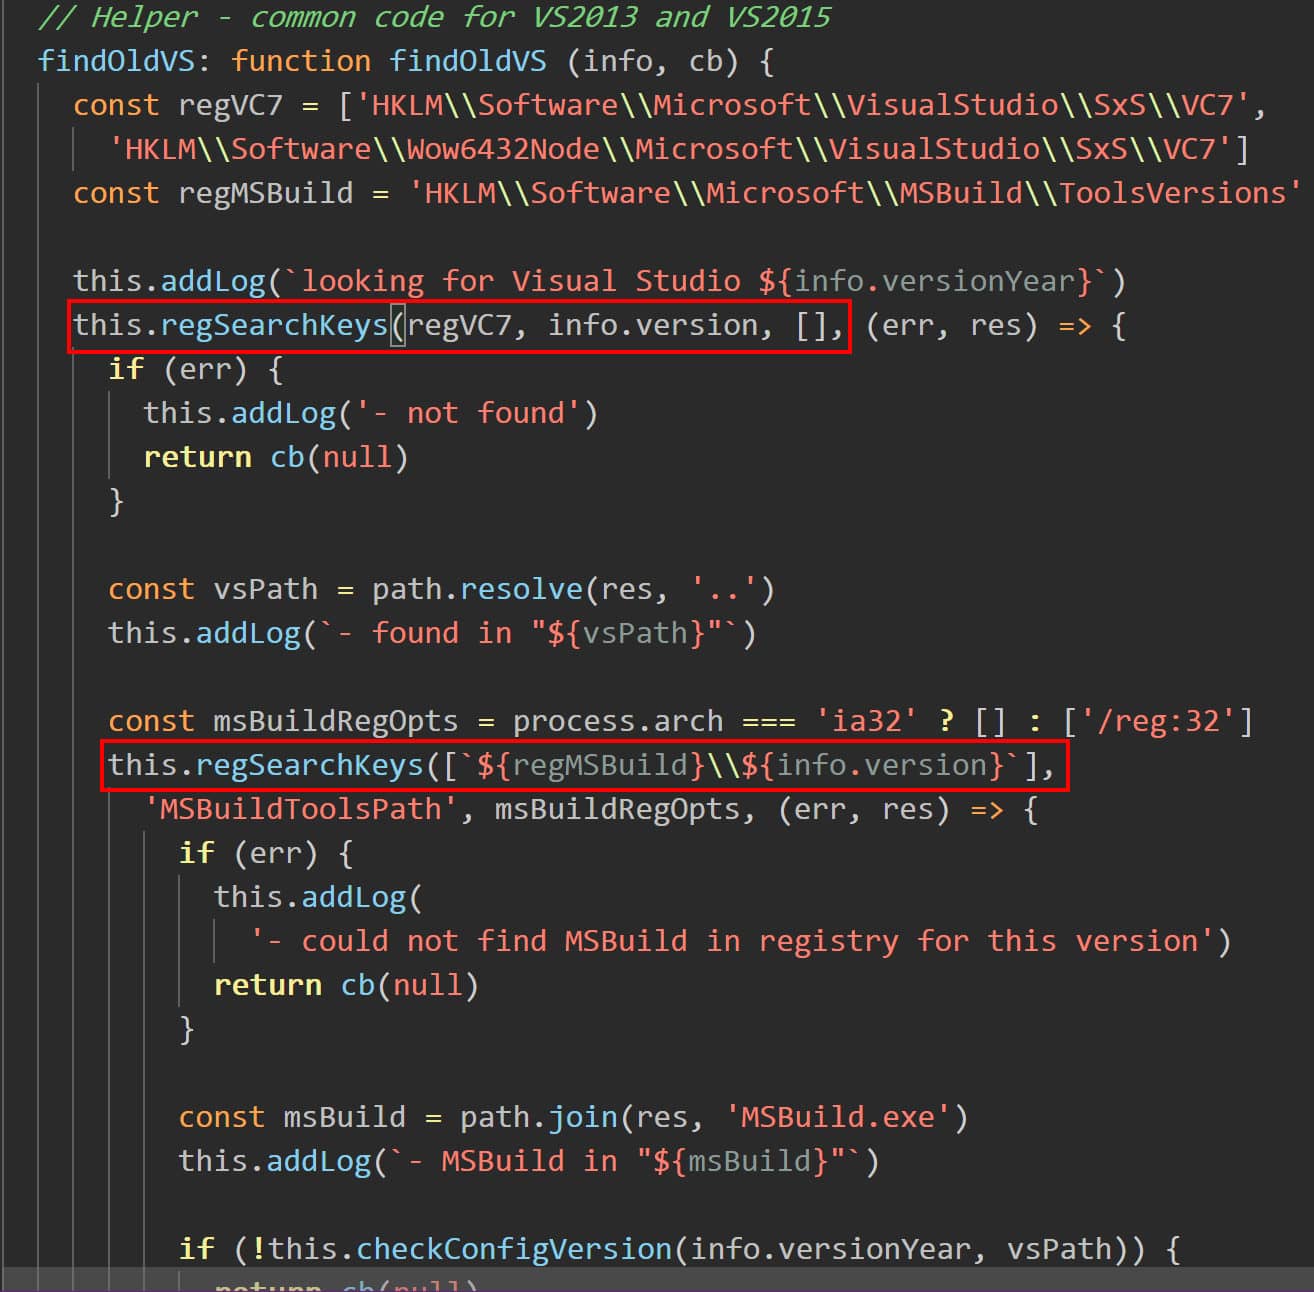 // Helper - common code for VS2013 and VS2015
findOldVS: function findOldVS (info, cb) {
const regVC7 = ['HKLM\\Software\\Microsoft\\VisualStudio\\SxS\\VC7',
'HKLM\\Software\\Wow6432Node\\Microsoft\\VisualStudio\\SxS\\VC7']
const regMSBuild = 'HKLM\\Software\\Microsoft\\MSBuild\\ToolsVersions'
this.addLog(`looking for Visual Studio ${info.versionYear}`)
this.regSearchKeys(regVC7, info.version, [], (err, res) => {
if (err) {
this.addLog('- not found')
return cb(null)
}
const vsPath = path.resolve(res, '..')
this.addLog(`- found in "${vsPath}"`)
const msBuildRegOpts = process.arch === 'ia32' ? [] : ['/reg:32']
this.regSearchKeys([`${regMSBuild}\\${info.version}`],
'MSBuildToolsPath', msBuildRegOpts, (err, res) => {
if (err) {
this.addLog(
'- could not find MSBuild in registry for this version')
return cb(null)
}
const msBuild = path.join(res, 'MSBuild.exe')
this.addLog(`- MSBuild in "${msBuild}"`)
if (!this.checkConfigVersion(info.versionYear, vsPath)) {
return cb(null)